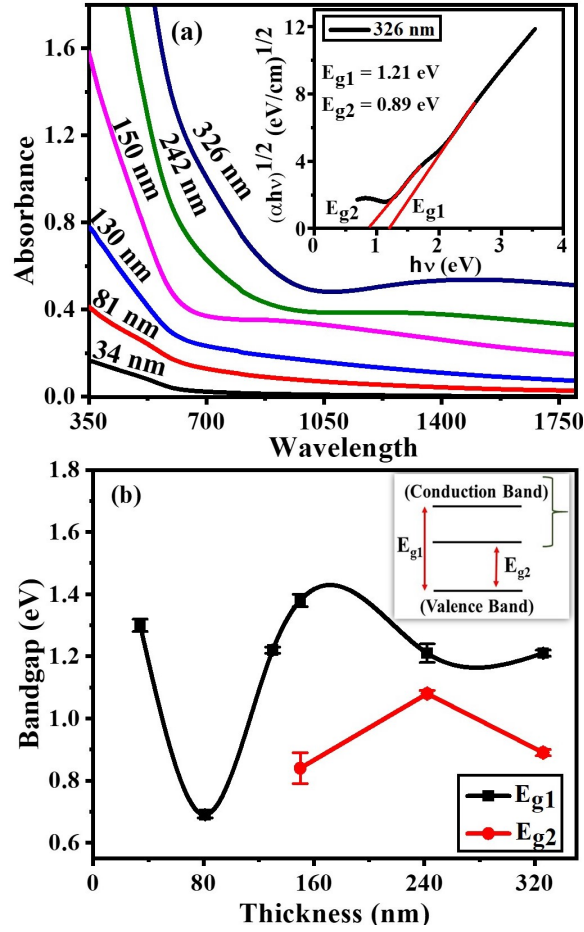 (a)
326 nm
E_g1 = 1.21 eV
E_g2 = 0.89 eV
(αhν)^1/2 (eV/cm)^1/2
12
8
4
0
E_g2
E_g1
0 1 2 3 4
hν (eV)
Absorbance
1.6
1.2
0.8
0.4
0.0
326 nm
242 nm
150 nm
130 nm
81 nm
34 nm
350 700 1050 1400 1750
Wavelength
(b)
(Conduction Band)
E_g1
E_g2
(Valence Band)
Bandgap (eV)
1.8
1.6
1.4
1.2
1.0
0.8
0.6
E_g1
E_g2
0 80 160 240 320
Thickness (nm)